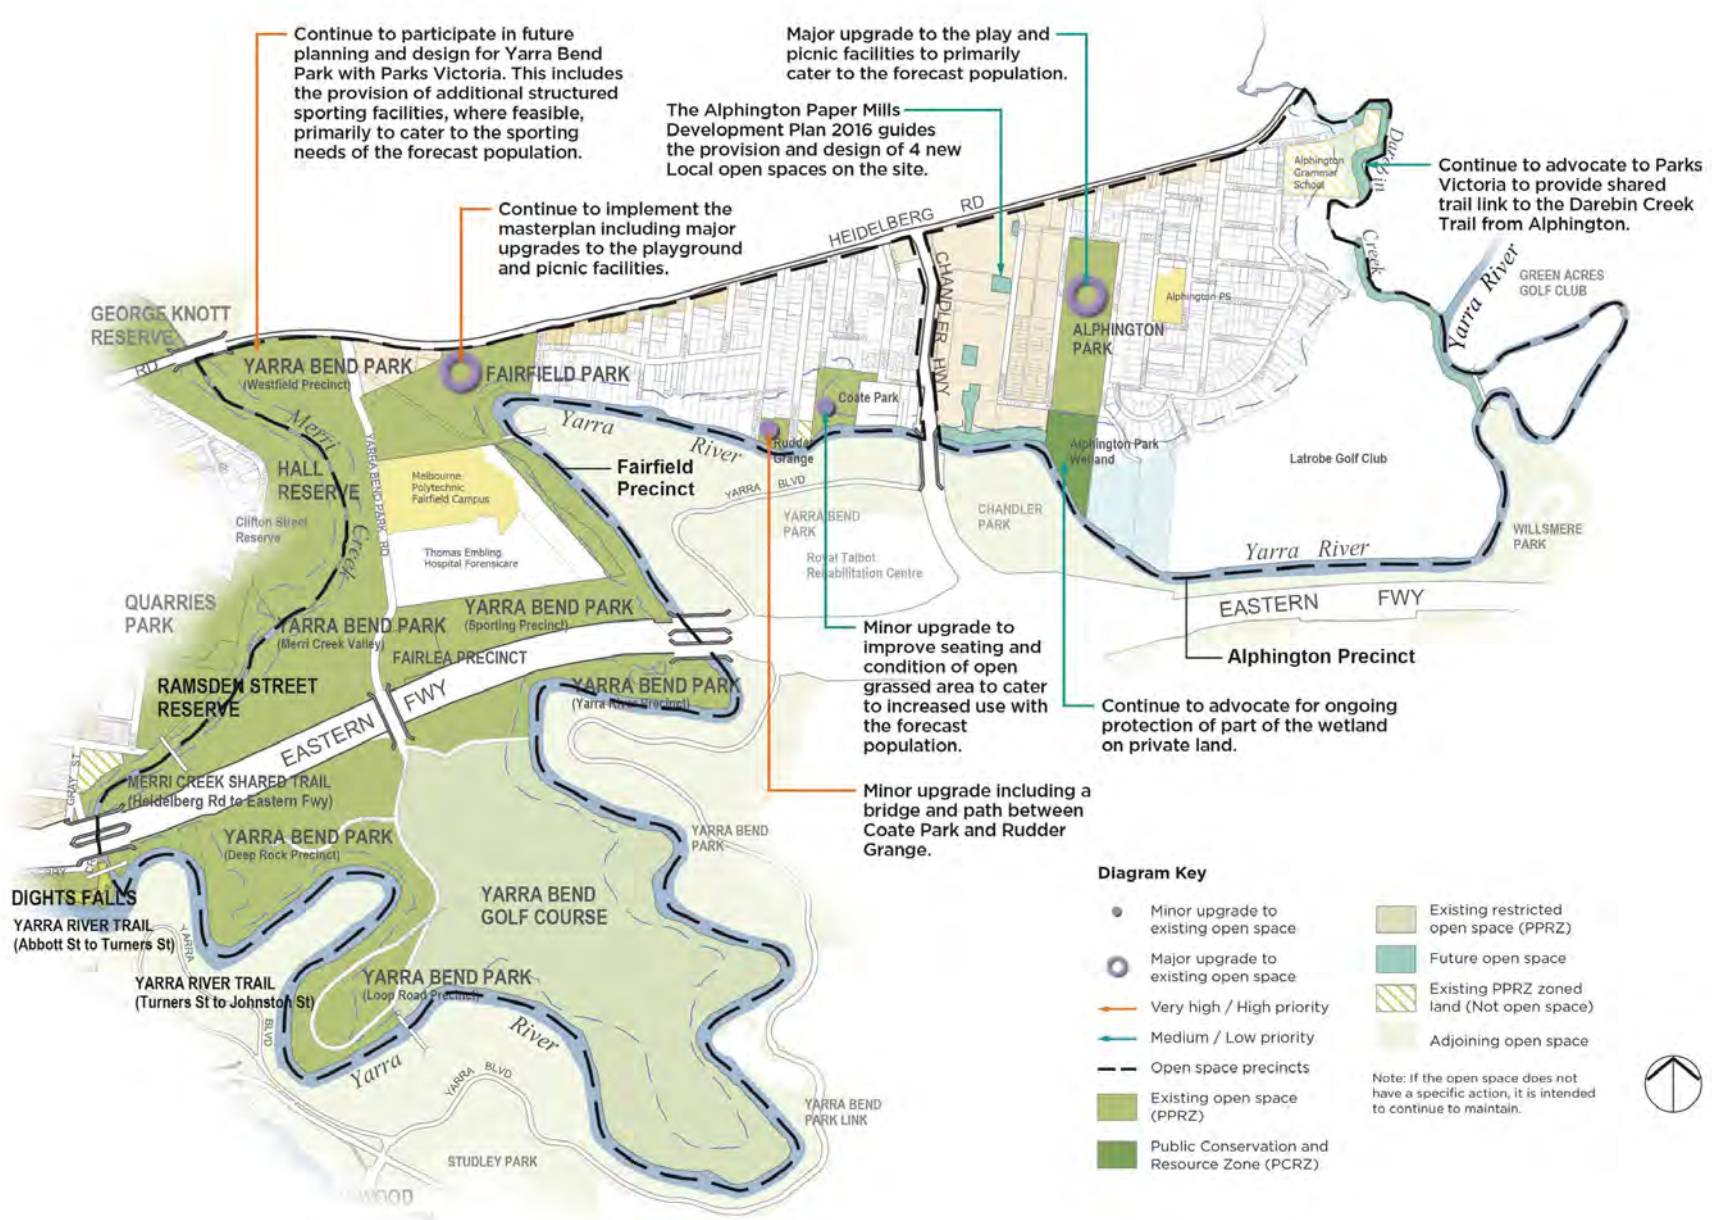 Continue to participate in future
planning and design for Yarra Bend
Park with Parks Victoria. This includes
the provision of additional structured
sporting facilities, where feasible,
primarily to cater to the sporting
needs of the forecast population.
Major upgrade to the play and
picnic facilities to primarily
cater to the forecast population.
The Alphington Paper Mills
Development Plan 2016 guides
the provision and design of 4 new
Local open spaces on the site.
Continue to implement the
masterplan including major
upgrades to the playground
and picnic facilities.
Continue to advocate to Parks
Victoria to provide shared
trail link to the Darebin Creek
Trail from Alphington.
Alphington
Grammar
School
Darebin
Creek
Yarra River
GREEN ACRES
GOLF CLUB
HEIDELBERG RD
CHANDLER HWY
GEORGE KNOTT
RESERVE
RD
YARRA BEND PARK
(Westfield Precinct)
FAIRFIELD PARK
ALPHINGTON
PARK
Alphington PS
Coate Park
Rudder
Grange
Alphington Park
Wetland
Latrobe Golf Club
Merri
Creek
YARRA BEND PARK RD
HALL
RESERVE
Clifton Street
Reserve
Melbourne
Polytechnic
Fairfield Campus
Thomas Embling
Hospital Forensicare
Yarra
River
Fairfield
Precinct
YARRA BLVD
YARRA BEND
PARK
Royal Talbot
Rehabilitation Centre
CHANDLER
PARK
WILLSMERE
PARK
Yarra River
EASTERN FWY
QUARRIES
PARK
YARRA BEND PARK
(Merri Creek Valley)
YARRA BEND PARK
(Sporting Precinct)
FAIRLEA PRECINCT
RAMSDEN STREET
RESERVE
EASTERN FWY
YARRA BEND PARK
(Yarra River Precinct)
Minor upgrade to
improve seating and
condition of open
grassed area to cater
to increased use with
the forecast
population.
Alphington Precinct
Continue to advocate for ongoing
protection of part of the wetland
on private land.
Minor upgrade including a
bridge and path between
Coate Park and Rudder
Grange.
GRAY ST
MERRI CREEK SHARED TRAIL
(Heidelberg Rd to Eastern Fwy)
YARRA BEND PARK
(Deep Rock Precinct)
YARRA BEND
PARK
YARRA BEND
GOLF COURSE
DIGHTS FALLS
YARRA RIVER TRAIL
(Abbott St to Turners St)
YARRA
YARRA RIVER TRAIL
(Turners St to Johnston St)
BLVD
YARRA BEND PARK
(Loop Road Precinct)
Yarra
River
YARRA BLVD
YARRA BEND
PARK LINK
STUDLEY PARK
Diagram Key
Minor upgrade to
existing open space
Major upgrade to
existing open space
Very high / High priority
Medium / Low priority
Open space precincts
Existing open space
(PPRZ)
Public Conservation and
Resource Zone (PCRZ)
Existing restricted
open space (PPRZ)
Future open space
Existing PPRZ zoned
land (Not open space)
Adjoining open space
Note: If the open space does not
have a specific action, it is intended
to continue to maintain.